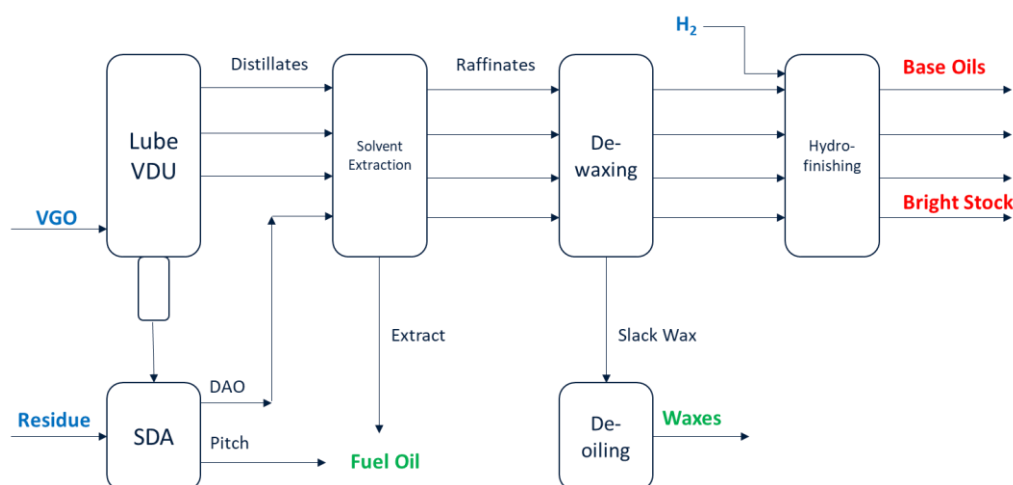 H₂
Distillates
Raffinates
Base Oils
Lube
VDU
Solvent
Extraction
De-
waxing
Hydro-
finishing
VGO
Bright Stock
Extract
Slack Wax
DAO
Residue
SDA
Pitch
Fuel Oil
De-
oiling
Waxes